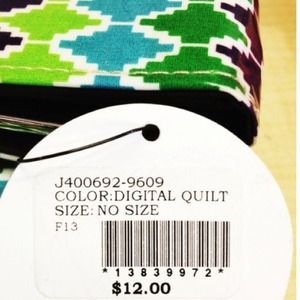 J400692-9609
COLOR:DIGITAL QUILT
SIZE: NO SIZE
F13
*13839972*
$12.00